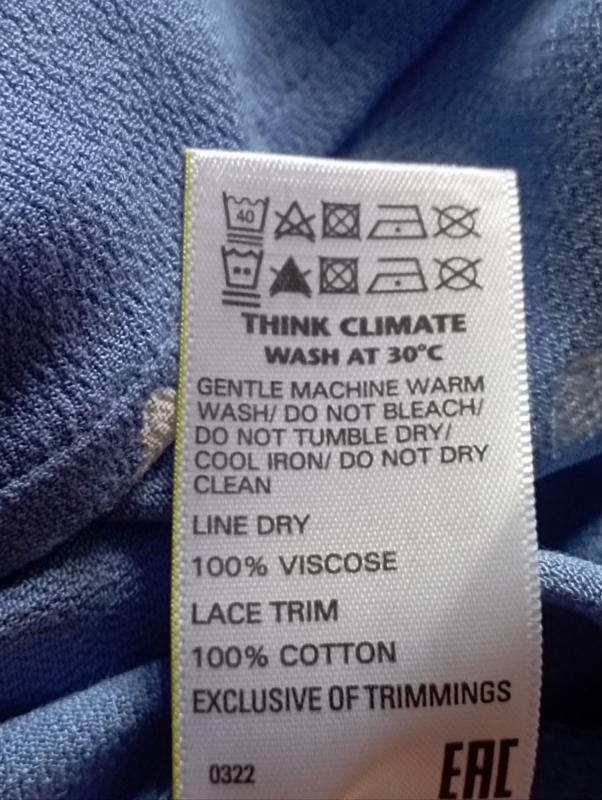 40
THINK CLIMATE
WASH AT 30°C
GENTLE MACHINE WARM
WASH/ DO NOT BLEACH/
DO NOT TUMBLE DRY/
COOL IRON/ DO NOT DRY
CLEAN
LINE DRY
100% VISCOSE
LACE TRIM
100% COTTON
EXCLUSIVE OF TRIMMINGS
0322
EAC